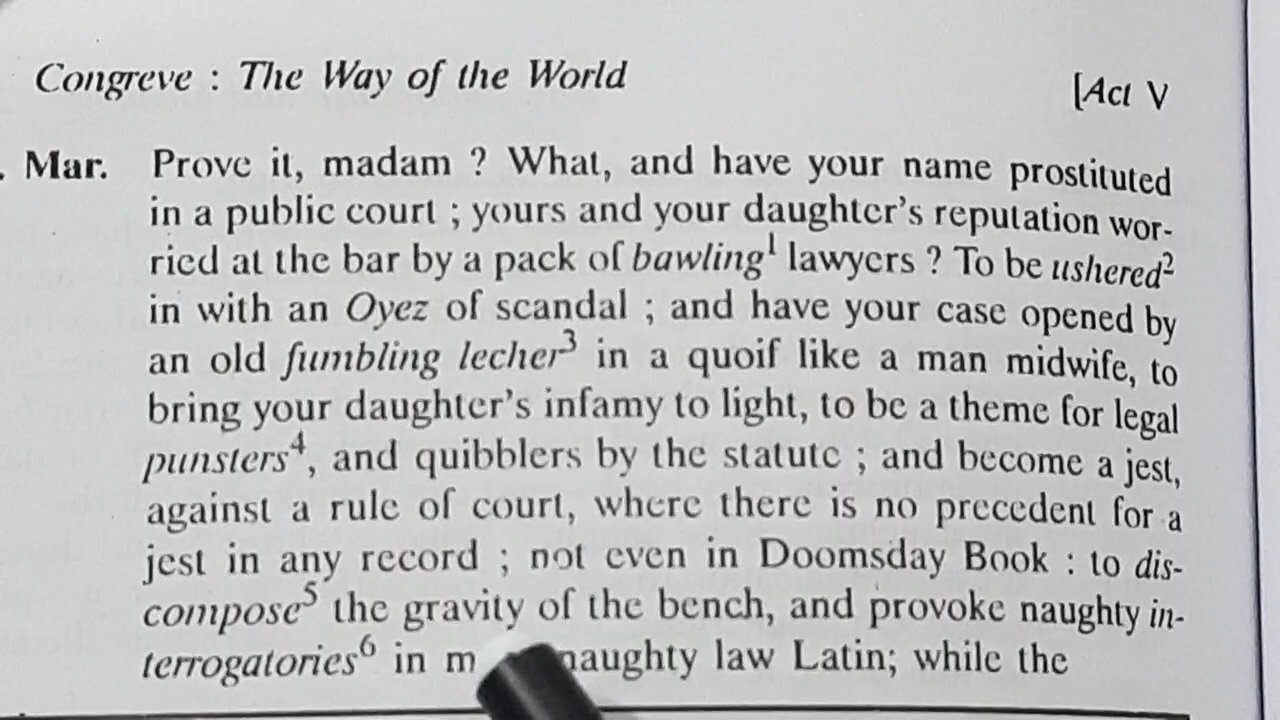 Congreve : The Way of the World [Act V
. Mar. Prove it, madam ? What, and have your name prostituted
in a public court ; yours and your daughter's reputation wor-
ried at the bar by a pack of bawling¹ lawyers ? To be ushered²
in with an Oyez of scandal ; and have your case opened by
an old fumbling lecher³ in a quoif like a man midwife, to
bring your daughter's infamy to light, to be a theme for legal
punsters⁴, and quibblers by the statute ; and become a jest,
against a rule of court, where there is no precedent for a
jest in any record ; not even in Doomsday Book : to dis-
compose⁵ the gravity of the bench, and provoke naughty in-
terrogatories⁶ in naughty law Latin; while the